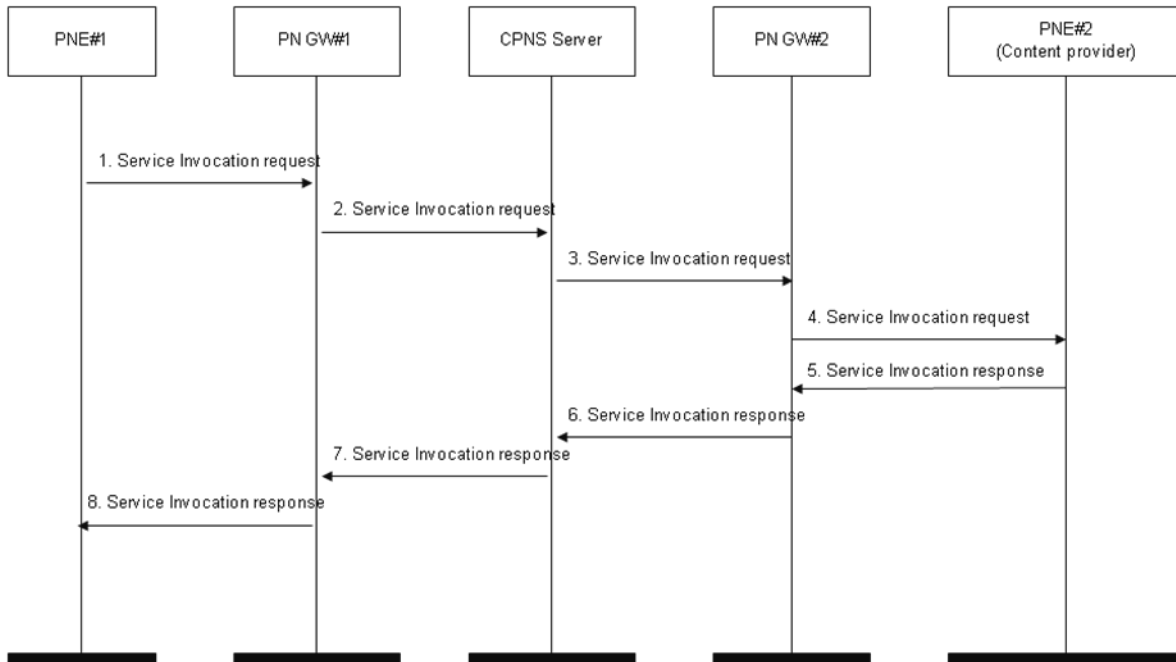 PNE#1
PN GW#1
CPNS Server
PN GW#2
PNE#2
(Content provider)
1. Service Invocation request
2. Service Invocation request
3. Service Invocation request
4. Service Invocation request
5. Service Invocation response
6. Service Invocation response
7. Service Invocation response
8. Service Invocation response